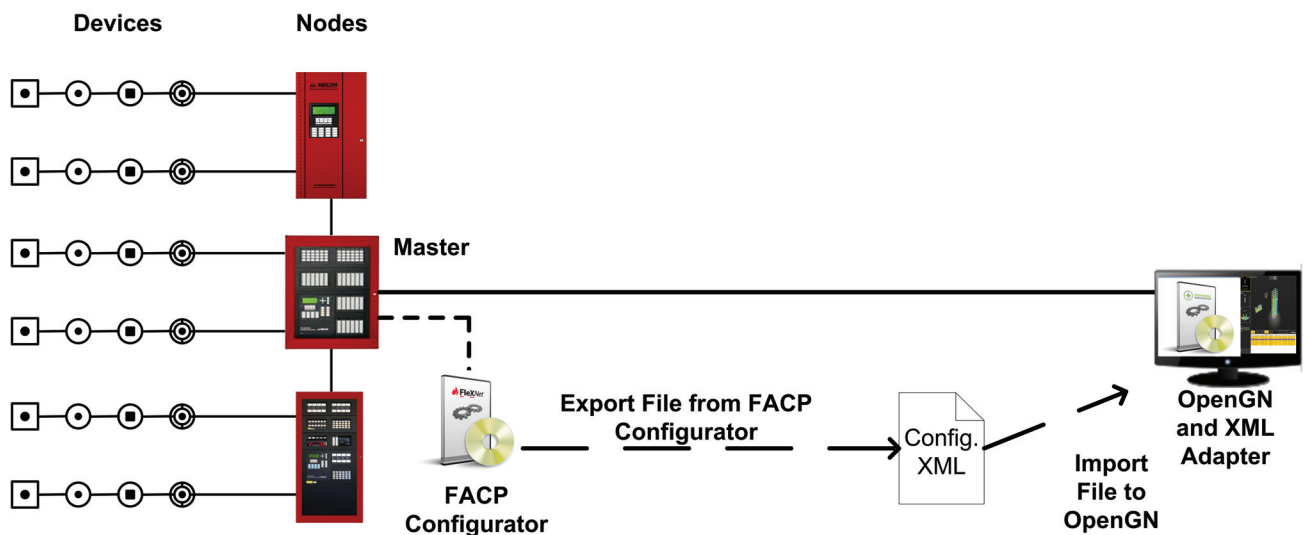 Devices
Nodes
Master
FleXNet
Export File from FACP
Configurator
Config.
XML
FACP
Configurator
Import
File to
OpenGN
OpenGN
and XML
Adapter